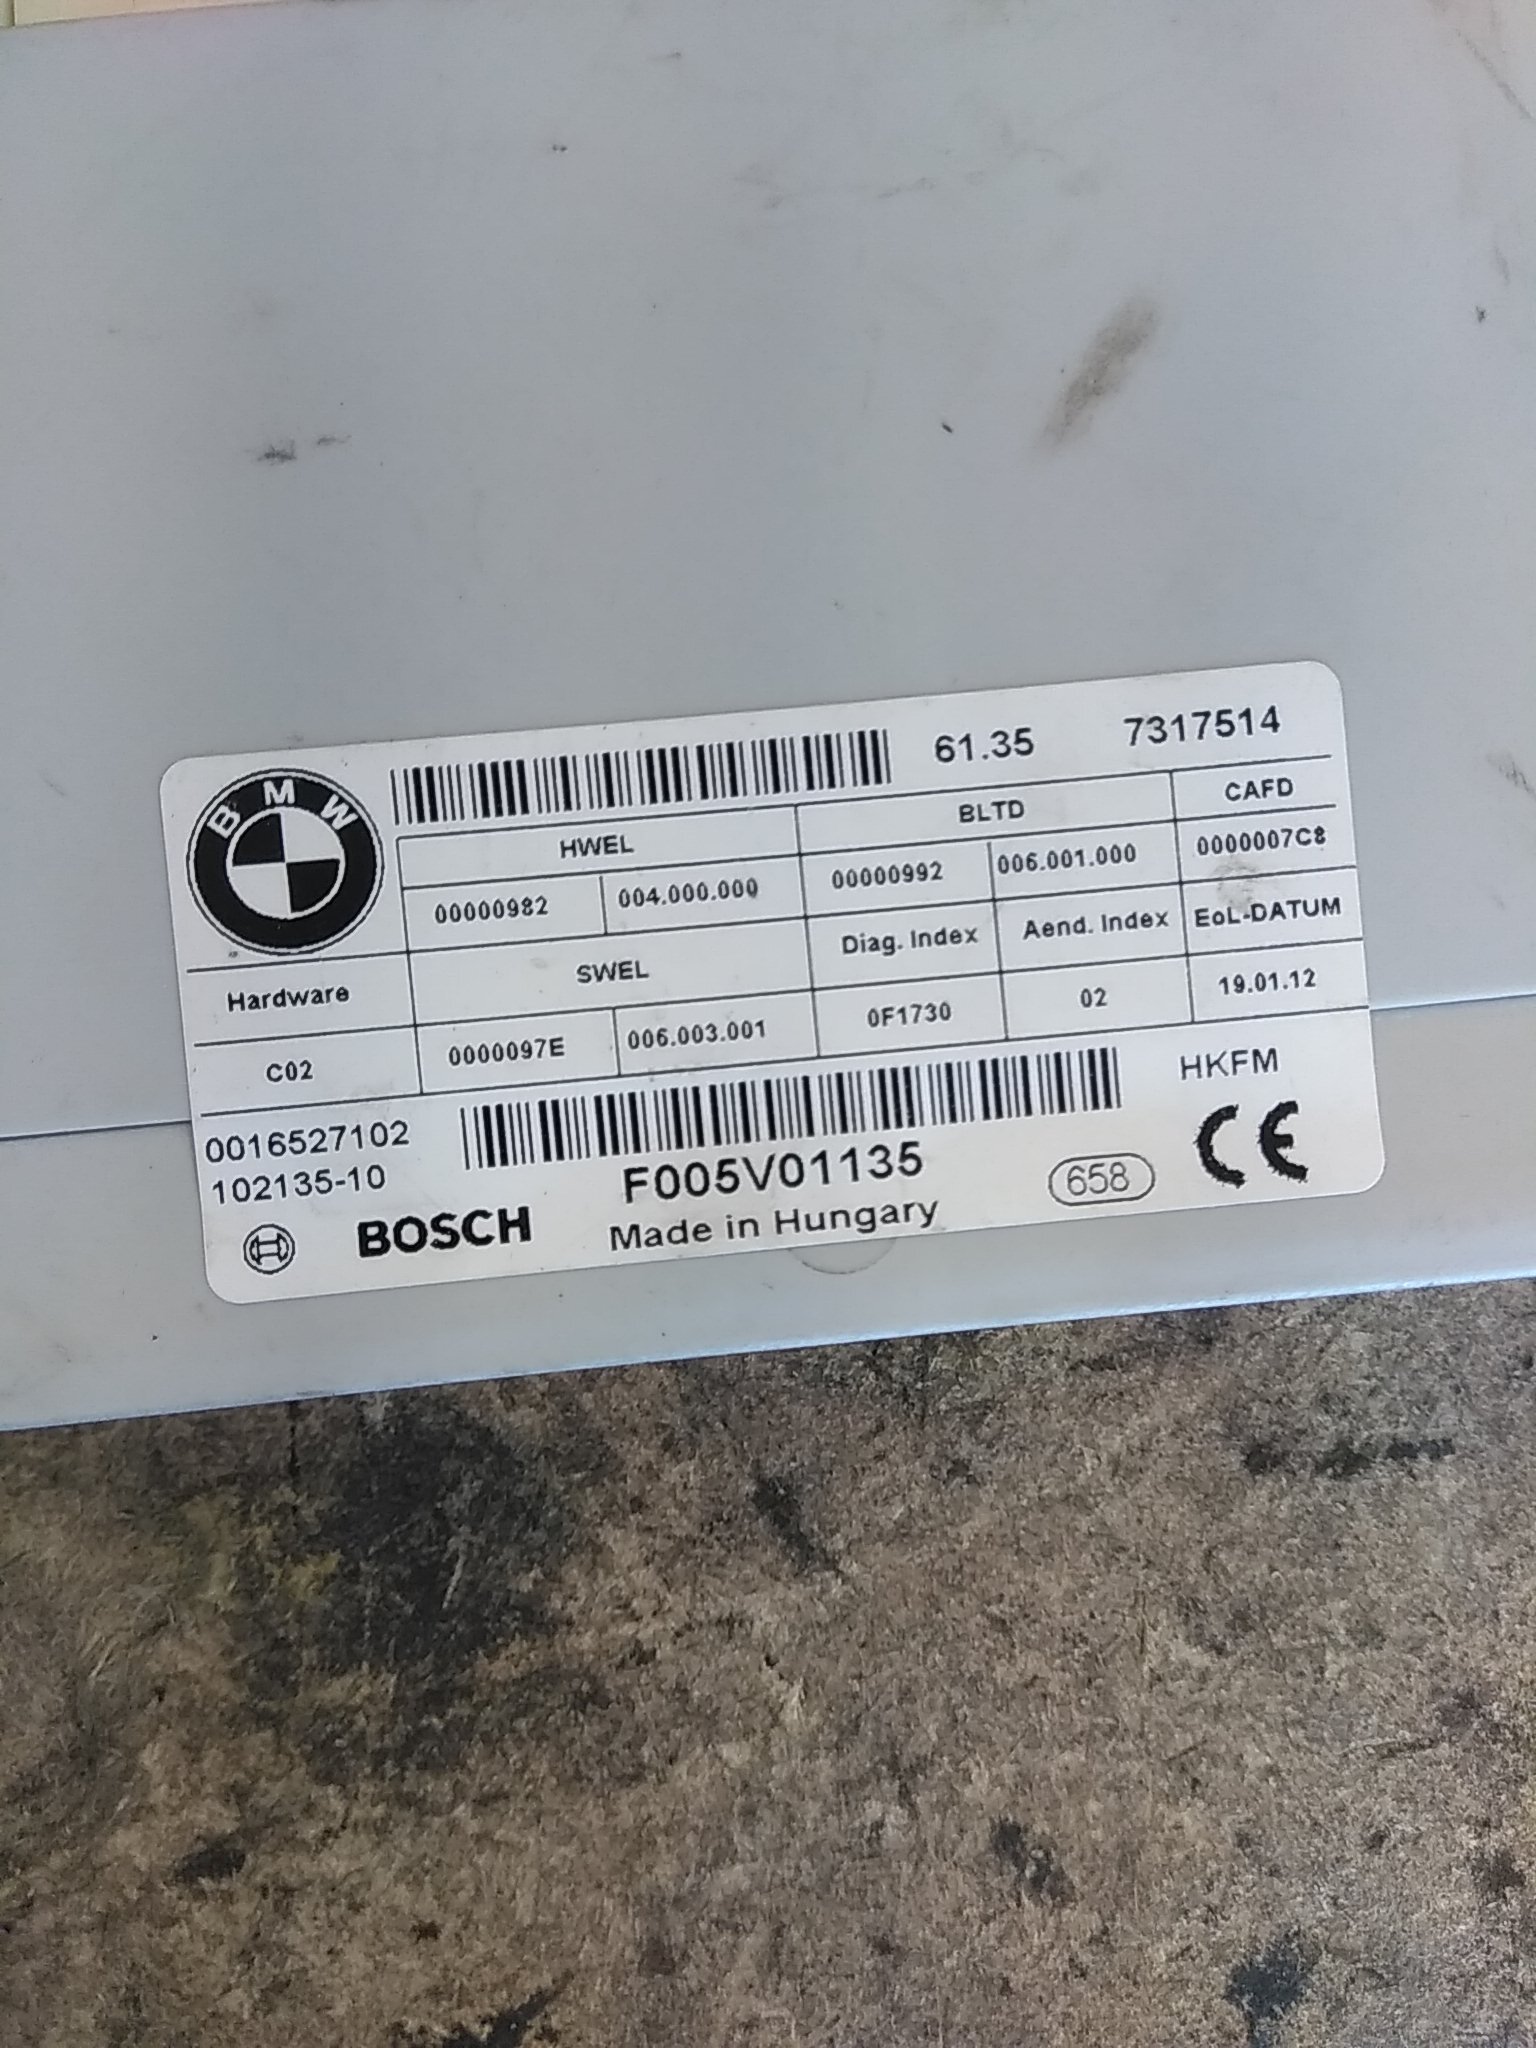 BMW
61.35 7317514
HWEL BLTD CAFD
00000982 004.000.000 00000992 006.001.000 0000007C8
Hardware SWEL Diag. Index Aend. Index EoL-DATUM
C02 0000097E 006.003.001 0F1730 02 19.01.12
0016527102 HKFM
102135-10 F005V01135 658 CE
BOSCH Made in Hungary